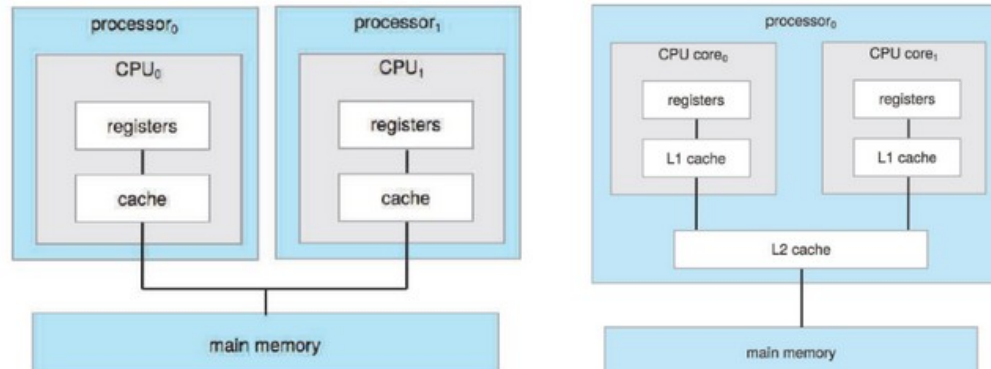 processor₀
CPU₀
registers
cache
processor₁
CPU₁
registers
cache
main memory
processor₀
CPU core₀
registers
L1 cache
CPU core₁
registers
L1 cache
L2 cache
main memory